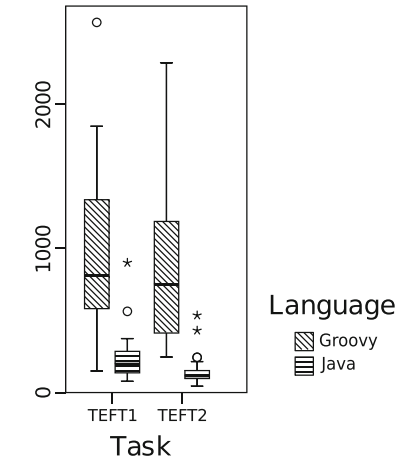 2000
1000
0
TEFT1 TEFT2
Task
Language
Groovy
Java